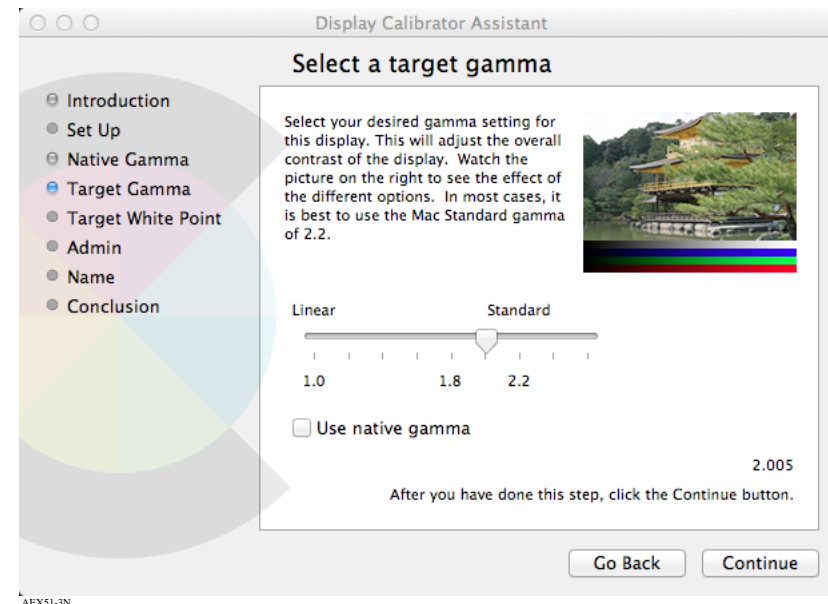 Display Calibrator Assistant
Select a target gamma
Introduction
Set Up
Native Gamma
Target Gamma
Target White Point
Admin
Name
Conclusion
Select your desired gamma setting for
this display. This will adjust the overall
contrast of the display. Watch the
picture on the right to see the effect of
the different options. In most cases, it
is best to use the Mac Standard gamma
of 2.2.
Linear Standard
1.0 1.8 2.2
Use native gamma
2.005
After you have done this step, click the Continue button.
Go Back Continue
AFX51-3N